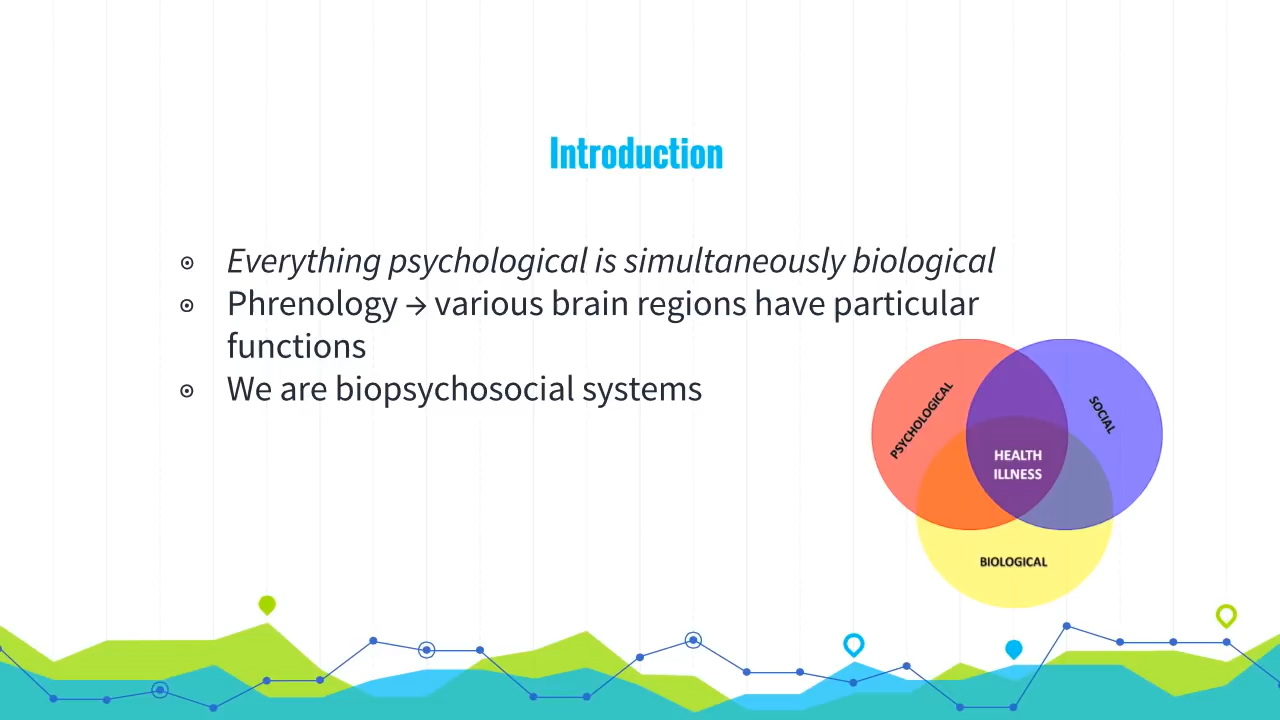 Introduction
Everything psychological is simultaneously biological
Phrenology → various brain regions have particular
functions
We are biopsychosocial systems
PSYCHOLOGICAL
SOCIAL
HEALTH
ILLNESS
BIOLOGICAL